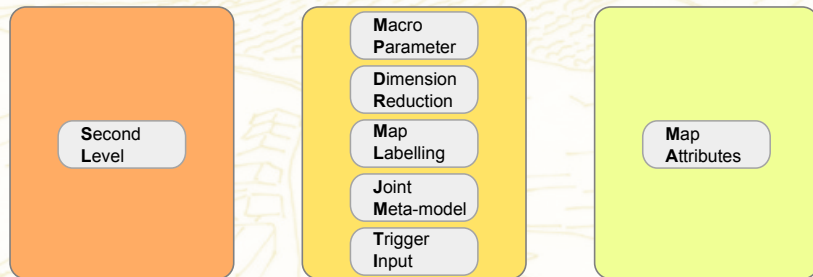 Second
Level
Macro
Parameter
Dimension
Reduction
Map
Labelling
Joint
Meta-model
Trigger
Input
Map
Attributes